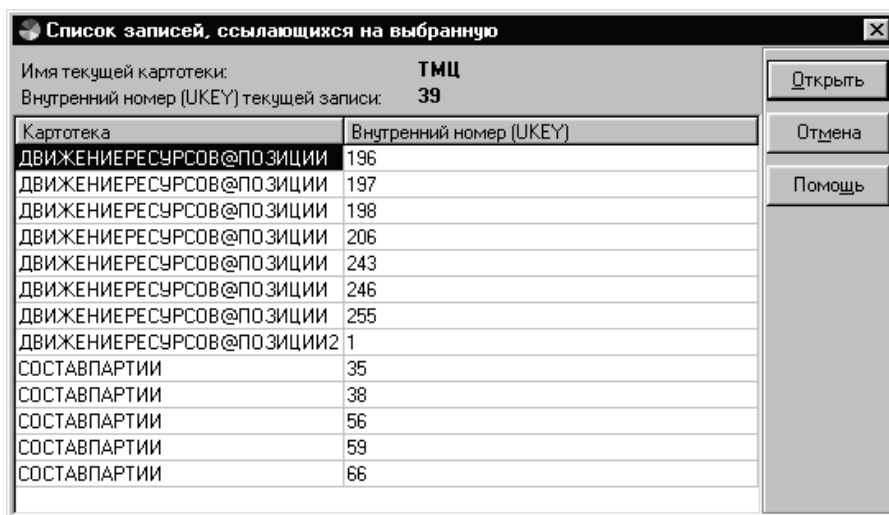 Список записей, ссылающихся на выбранную
Имя текущей картотеки: ТМЦ
Внутренний номер (UKEY) текущей записи: 39
Открыть
Отмена
Помощь
Картотека Внутренний номер (UKEY)
ДВИЖЕНИЕРЕСУРСОВ@ПОЗИЦИИ 196
ДВИЖЕНИЕРЕСУРСОВ@ПОЗИЦИИ 197
ДВИЖЕНИЕРЕСУРСОВ@ПОЗИЦИИ 198
ДВИЖЕНИЕРЕСУРСОВ@ПОЗИЦИИ 206
ДВИЖЕНИЕРЕСУРСОВ@ПОЗИЦИИ 243
ДВИЖЕНИЕРЕСУРСОВ@ПОЗИЦИИ 246
ДВИЖЕНИЕРЕСУРСОВ@ПОЗИЦИИ 255
ДВИЖЕНИЕРЕСУРСОВ@ПОЗИЦИИ2 1
СОСТАВПАРТИИ 35
СОСТАВПАРТИИ 38
СОСТАВПАРТИИ 56
СОСТАВПАРТИИ 59
СОСТАВПАРТИИ 66